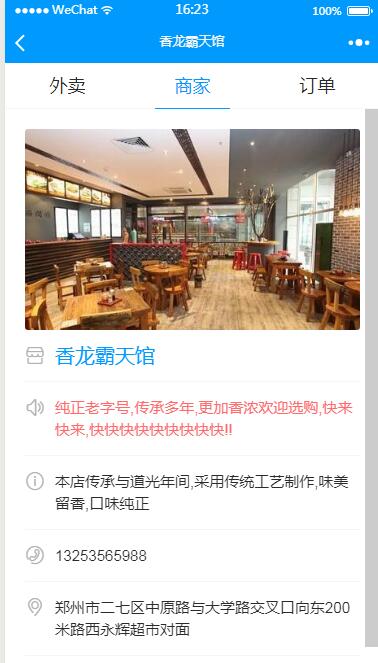 WeChat 16:23 100%
香龙霸天馆
外卖 商家 订单
香龙霸天馆
纯正老字号,传承多年,更加香浓欢迎选购,快来
快来,快快快快快快快快快!!
本店传承与道光年间,采用传统工艺制作,味美
留香,口味纯正
13253565988
郑州市二七区中原路与大学路交叉口向东200
米路西永辉超市对面